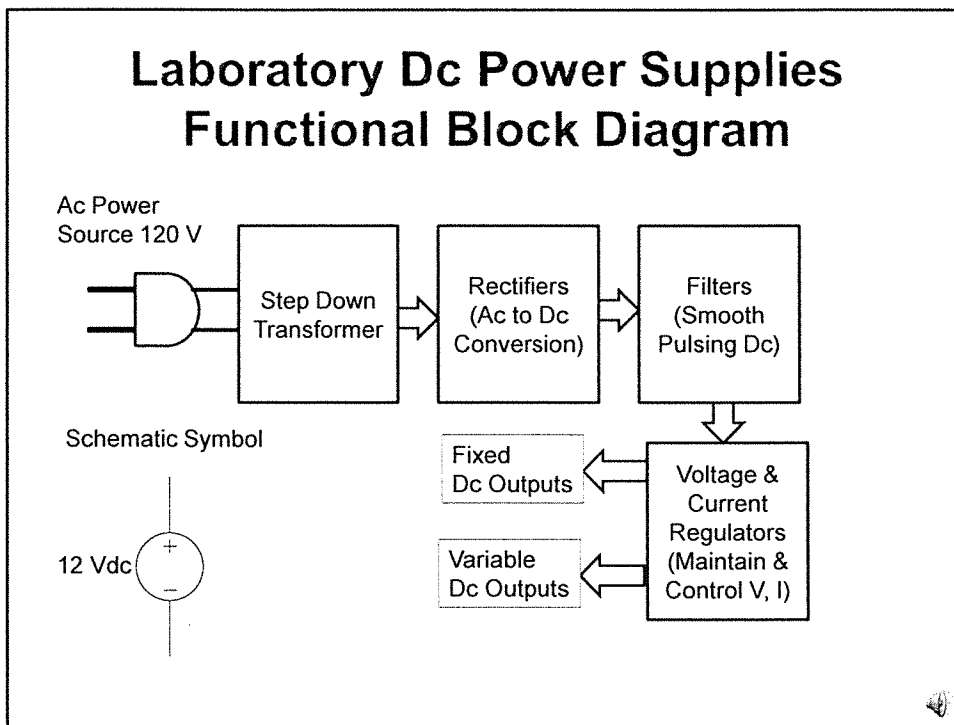 Laboratory Dc Power Supplies
Functional Block Diagram
Ac Power
Source 120 V
Step Down
Transformer
Rectifiers
(Ac to Dc
Conversion)
Filters
(Smooth
Pulsing Dc)
Schematic Symbol
12 Vdc
+
−
Fixed
Dc Outputs
Variable
Dc Outputs
Voltage &
Current
Regulators
(Maintain &
Control V, I)